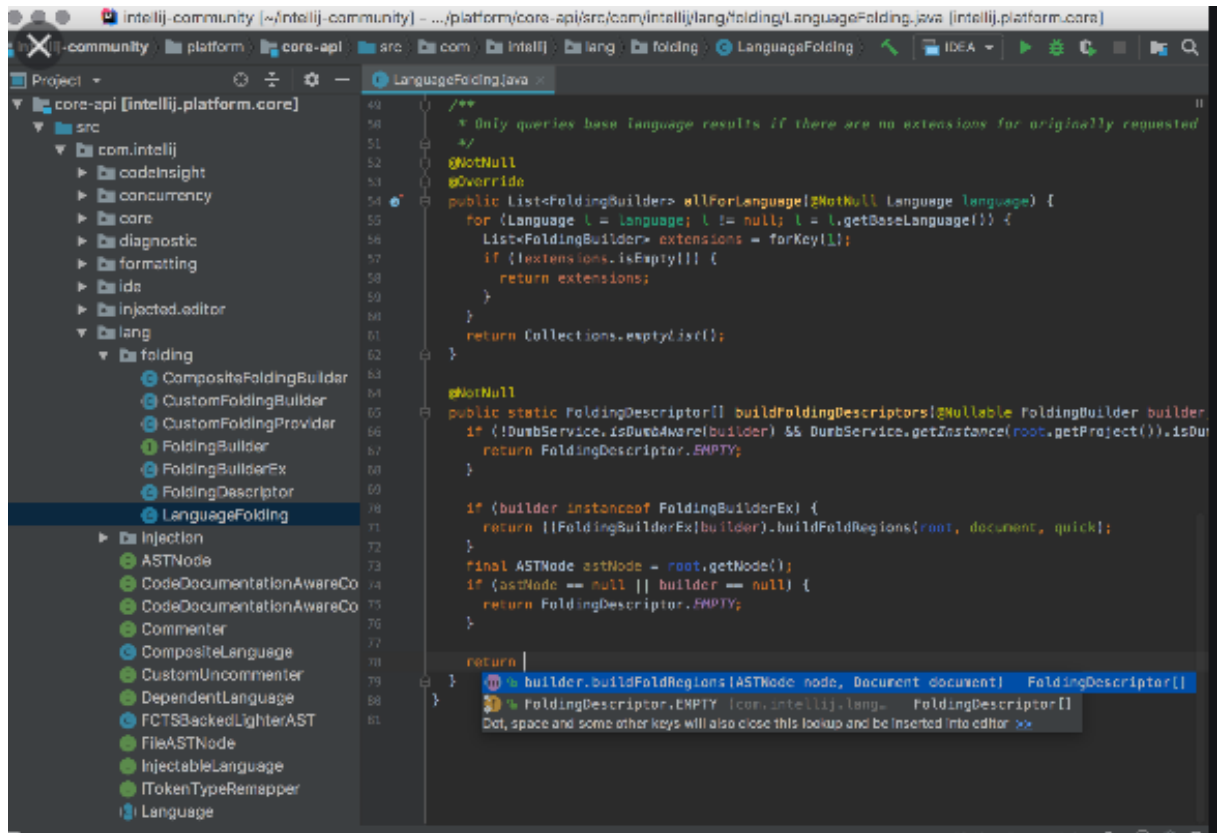 intellij-community [~/intellij-community] – .../platform/core-api/src/com/intellij/lang/folding/LanguageFolding.java [intellij.platform.core]
-community platform core-api src com intellij lang folding LanguageFolding IDEA
Project
LanguageFolding.java
core-api [intellij.platform.core]
src
com.intellij
codeInsight
concurrency
core
diagnostic
formatting
ide
injected.editor
lang
folding
CompositeFoldingBuilder
CustomFoldingBuilder
CustomFoldingProvider
FoldingBuilder
FoldingBuilderEx
FoldingDescriptor
LanguageFolding
injection
ASTNode
CodeDocumentationAwareCo
CodeDocumentationAwareCo
Commenter
CompositeLanguage
CustomUncommenter
DependentLanguage
FCTSBackedLighterAST
FileASTNode
InjectableLanguage
ITokenTypeRemapper
Language
49 /**
50 * Only queries base language results if there are no extensions for originally requested
51 */
52 @NotNull
53 @Override
54 public List<FoldingBuilder> allForLanguage(@NotNull Language language) {
55 for (Language l = language; l != null; l = l.getBaseLanguage()) {
56 List<FoldingBuilder> extensions = forKey(l);
57 if (!extensions.isEmpty()) {
58 return extensions;
59 }
60 }
61 return Collections.emptyList();
62 }
63
64 @NotNull
65 public static FoldingDescriptor[] buildFoldingDescriptors(@Nullable FoldingBuilder builder,
66 if (!DumbService.isDumbAware(builder) && DumbService.getInstance(root.getProject()).isDu
67 return FoldingDescriptor.EMPTY;
68 }
69
70 if (builder instanceof FoldingBuilderEx) {
71 return ((FoldingBuilderEx)builder).buildFoldRegions(root, document, quick);
72 }
73 final ASTNode astNode = root.getNode();
74 if (astNode == null || builder == null) {
75 return FoldingDescriptor.EMPTY;
76 }
77
78 return
79 }
80 }
81
builder.buildFoldRegions(ASTNode node, Document document) FoldingDescriptor[]
FoldingDescriptor.EMPTY (com.intellij.lang… FoldingDescriptor[]
Dot, space and some other keys will also close this lookup and be inserted into editor >>